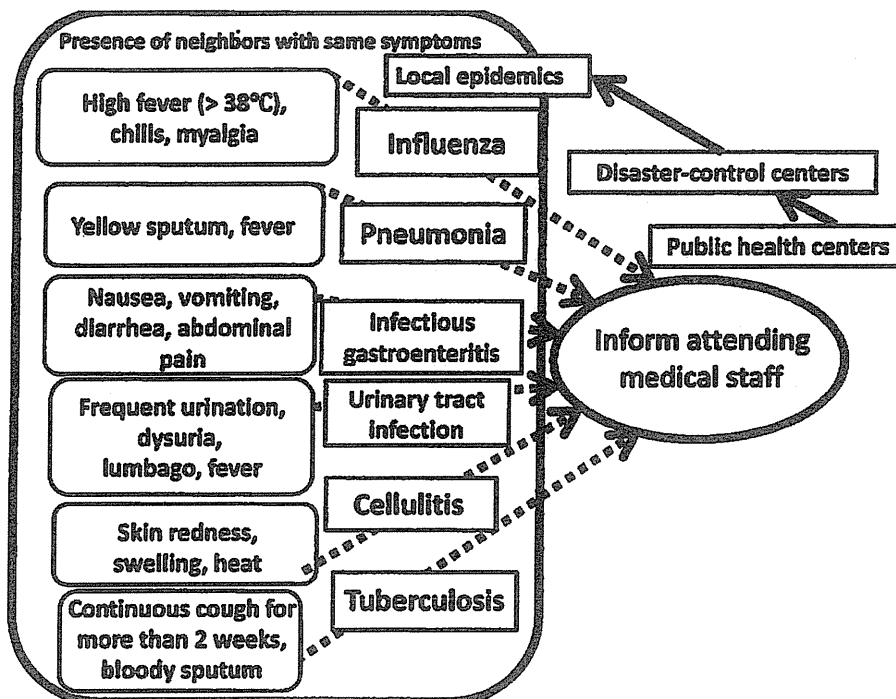 Presence of neighbors with same symptoms
Local epidemics
High fever (> 38°C),
chills, myalgia
Influenza
Disaster-control centers
Public health centers
Yellow sputum, fever
Pneumonia
Nausea, vomiting,
diarrhea, abdominal
pain
Infectious
gastroenteritis
Inform attending
medical staff
Frequent urination,
dysuria,
lumbago, fever
Urinary tract
infection
Cellulitis
Skin redness,
swelling, heat
Tuberculosis
Continuous cough for
more than 2 weeks,
bloody sputum